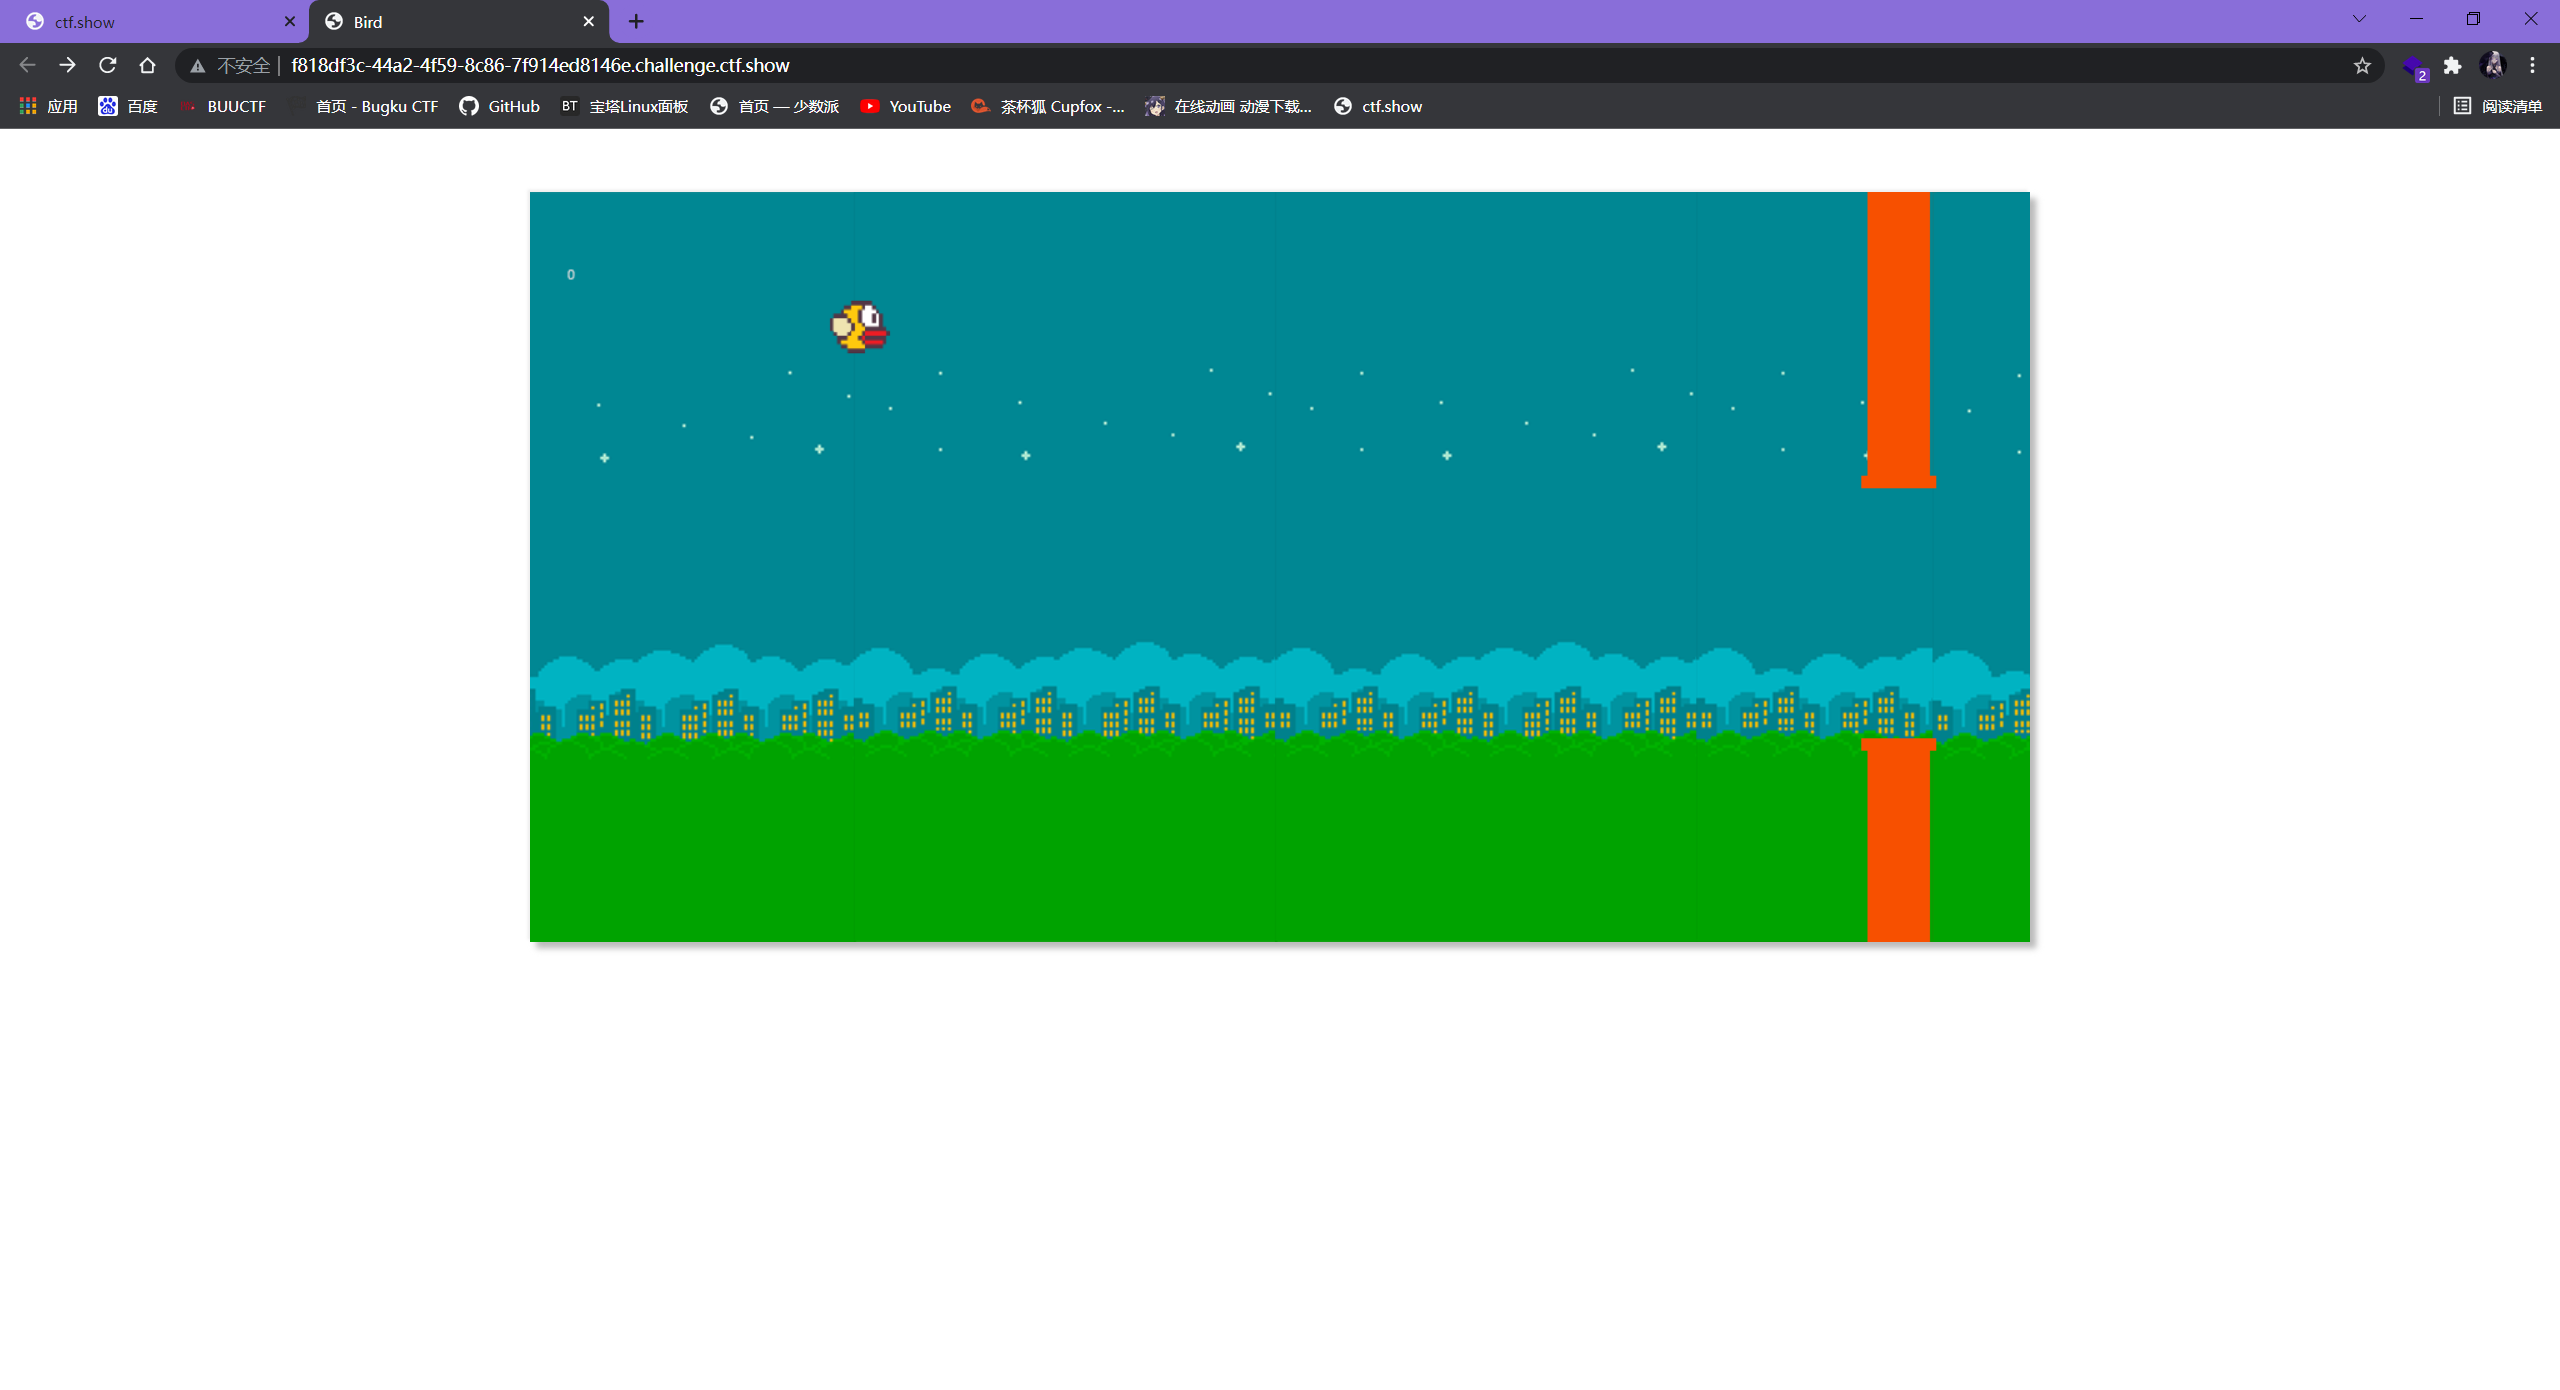 ctf.show
Bird
不安全
f818df3c-44a2-4f59-8c86-7f914ed8146e.challenge.ctf.show
2
应用
百度
BUUCTF
首页 - Bugku CTF
GitHub
BT 宝塔Linux面板
首页 — 少数派
YouTube
茶杯狐 Cupfox -...
在线动画 动漫下载...
ctf.show
阅读清单
0